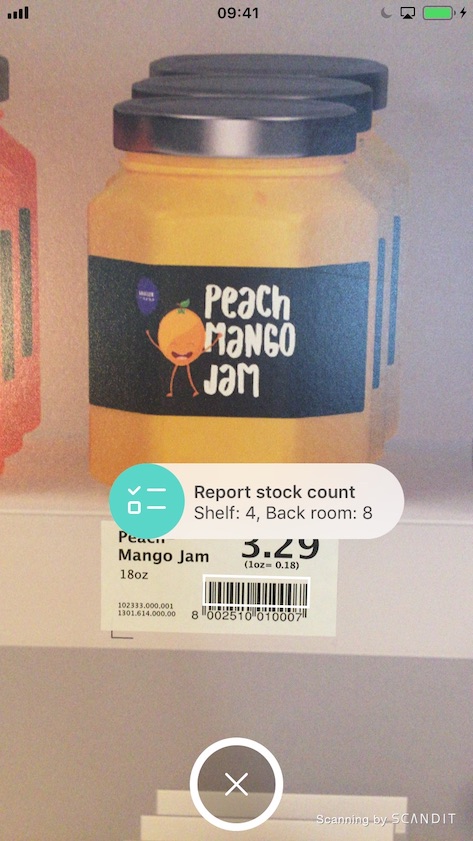 09:41
Peach
Mango
Jam
Report stock count
Shelf: 4, Back room: 8
Peach-
Mango Jam
3.29
(1oz= 0.18)
18oz
102333.000.001
1301.614.000.00
8 002510 010007
Scanning by SCANDIT